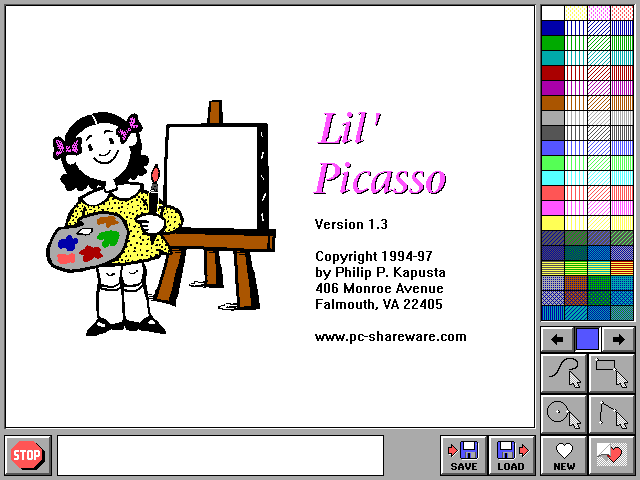 Lil'
Picasso
Version 1.3
Copyright 1994-97
by Philip P. Kapusta
406 Monroe Avenue
Falmouth, VA 22405
www.pc-shareware.com
STOP
SAVE
LOAD
NEW